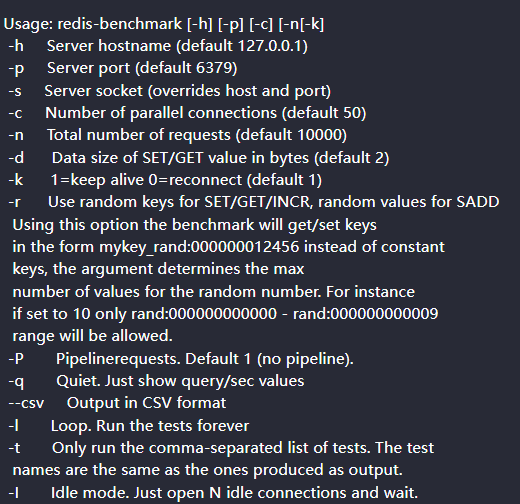 Usage: redis-benchmark [-h] [-p] [-c] [-n[-k]
-h Server hostname (default 127.0.0.1)
-p Server port (default 6379)
-s Server socket (overrides host and port)
-c Number of parallel connections (default 50)
-n Total number of requests (default 10000)
-d Data size of SET/GET value in bytes (default 2)
-k 1=keep alive 0=reconnect (default 1)
-r Use random keys for SET/GET/INCR, random values for SADD
Using this option the benchmark will get/set keys
in the form mykey_rand:000000012456 instead of constant
keys, the argument determines the max
number of values for the random number. For instance
if set to 10 only rand:000000000000 - rand:000000000009
range will be allowed.
-P Pipelinerequests. Default 1 (no pipeline).
-q Quiet. Just show query/sec values
--csv Output in CSV format
-l Loop. Run the tests forever
-t Only run the comma-separated list of tests. The test
names are the same as the ones produced as output.
-I Idle mode. Just open N idle connections and wait.